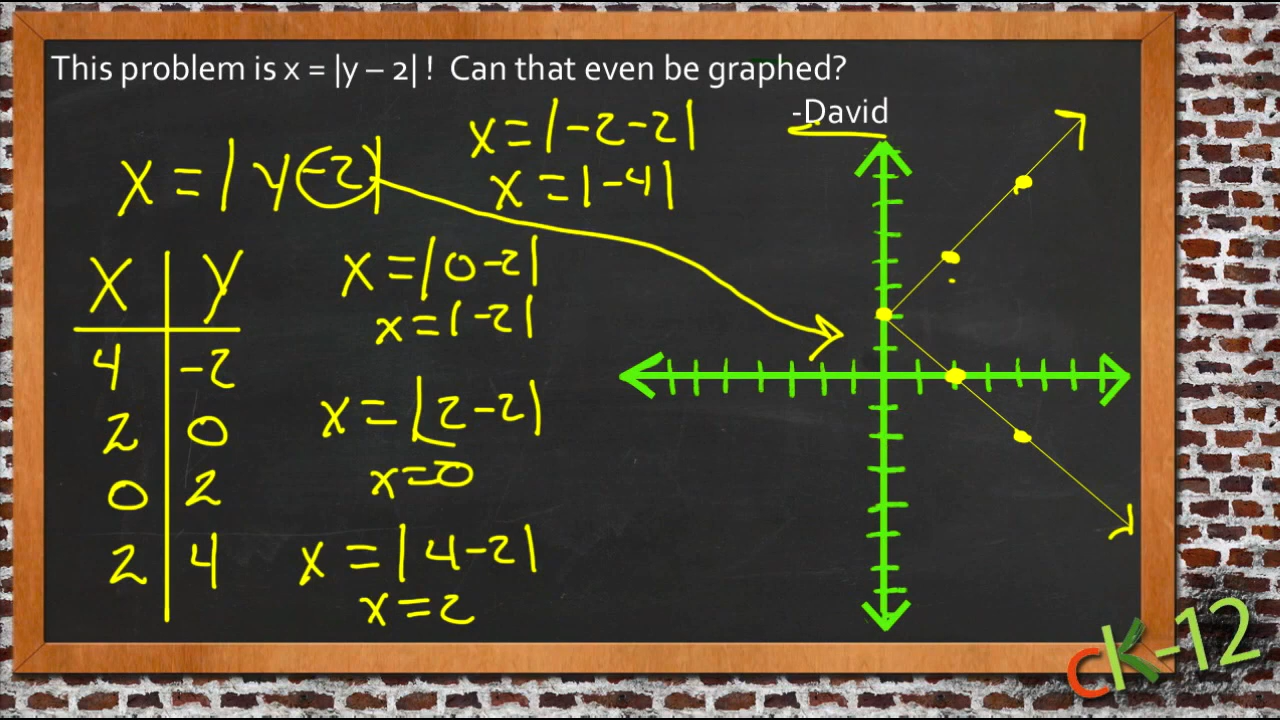 This problem is x = |y – 2| !  Can that even be graphed?
-David
x = |y-2|
x = |-2-2|
x = |-4|
x = |0-2|
x = |-2|
x = |2-2|
x=0
x = |4-2|
x = 2
X Y
4 -2
2 0
0 2
2 4
CK-12